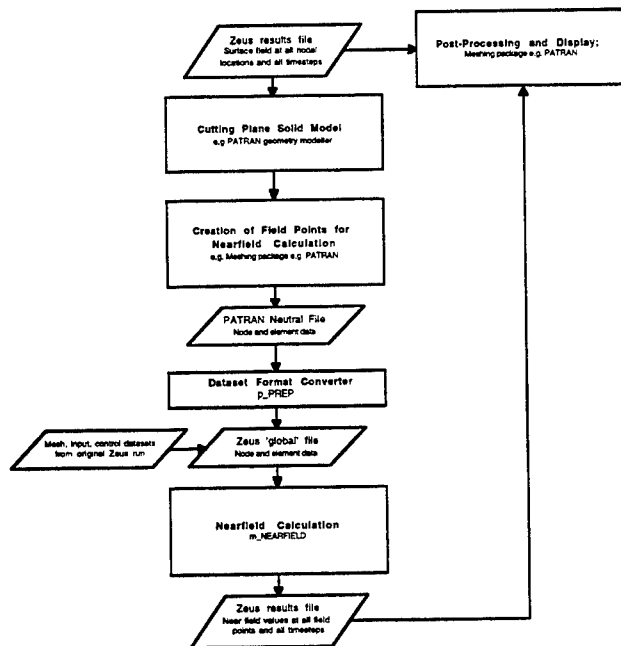 Zeus results file
Surface field at all nodal
locations and all timesteps
Post-Processing and Display;
Meshing package e.g. PATRAN
Cutting Plane Solid Model
e.g PATRAN geometry modeller
Creation of Field Points for
Nearfield Calculation
e.g. Meshing package e.g. PATRAN
PATRAN Neutral File
Node and element data
Dataset Format Converter
p_PREP
Mesh, Input, control datasets
from original Zeus run
Zeus 'global' file
Node and element data
Nearfield Calculation
m_NEARFIELD
Zeus results file
Near field values at all field
points and all timesteps